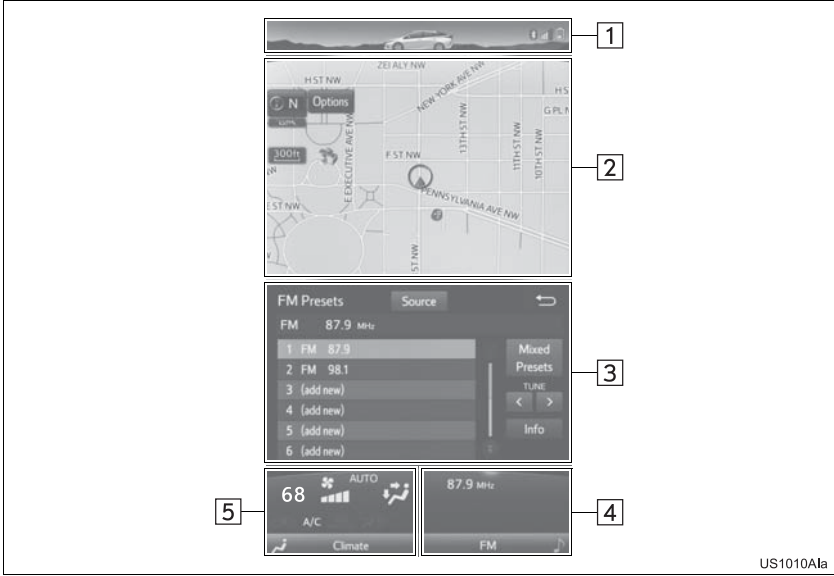 1
ZEI ALY NW
H ST NW
NEW YORK AVE NW
H S
N Options
G PL N
300ft
E EXECUTIVE AVE NW
F ST NW
13TH ST NW
11TH ST NW
10TH ST NW
2
PENNSYLVANIA AVE NW
E ST NW
ST NW
FM Presets Source
FM 87.9 MHz
1 FM 87.9
Mixed Presets
2 FM 98.1
3 (add new)
TUNE
< >
3
4 (add new)
5 (add new)
Info
6 (add new)
68 AUTO
A/C
Climate
5
87.9 MHz
FM
4
US1010AIa